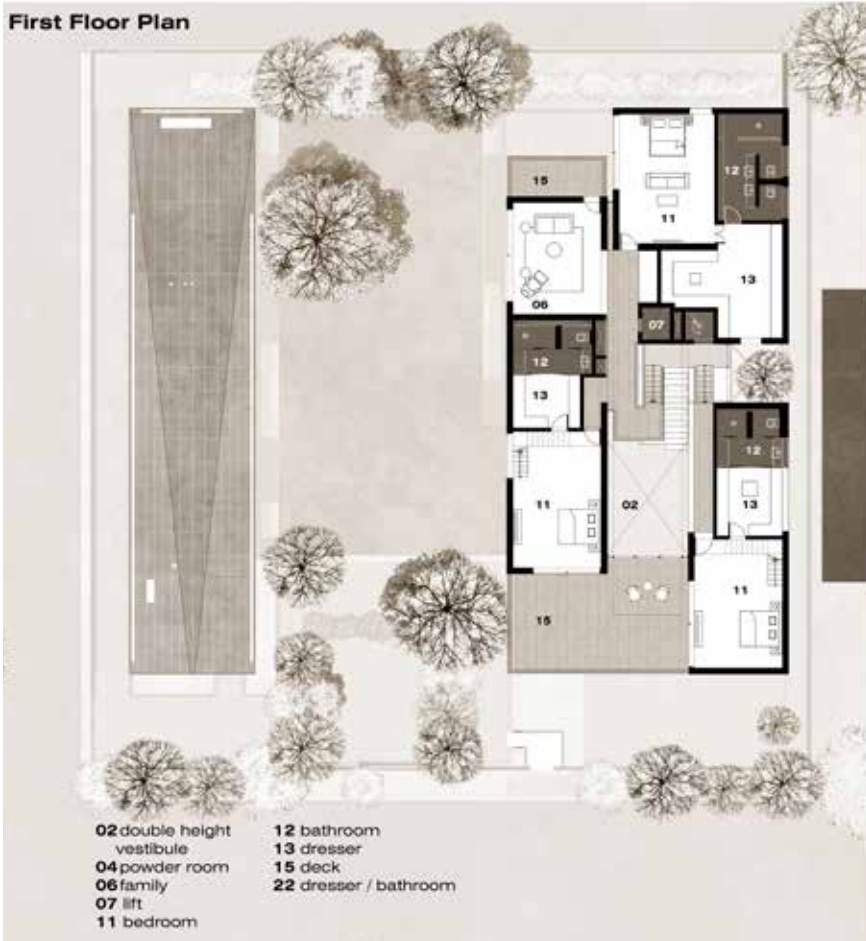 First Floor Plan
15
12
11
06
13
07
12
13
12
11
02
13
11
15
02 double height
vestibule
04 powder room
06 family
07 lift
11 bedroom
12 bathroom
13 dresser
15 deck
22 dresser / bathroom